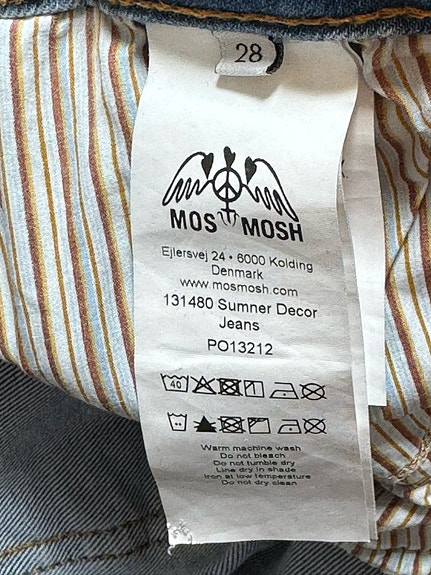 28
MOS MOSH
Ejlersvej 24 • 6000 Kolding
Denmark
www.mosmosh.com
131480 Sumner Decor
Jeans
PO13212
40
Warm machine wash
Do not bleach
Do not tumble dry
Line dry in shade
Iron at low temperature
Do not dry clean